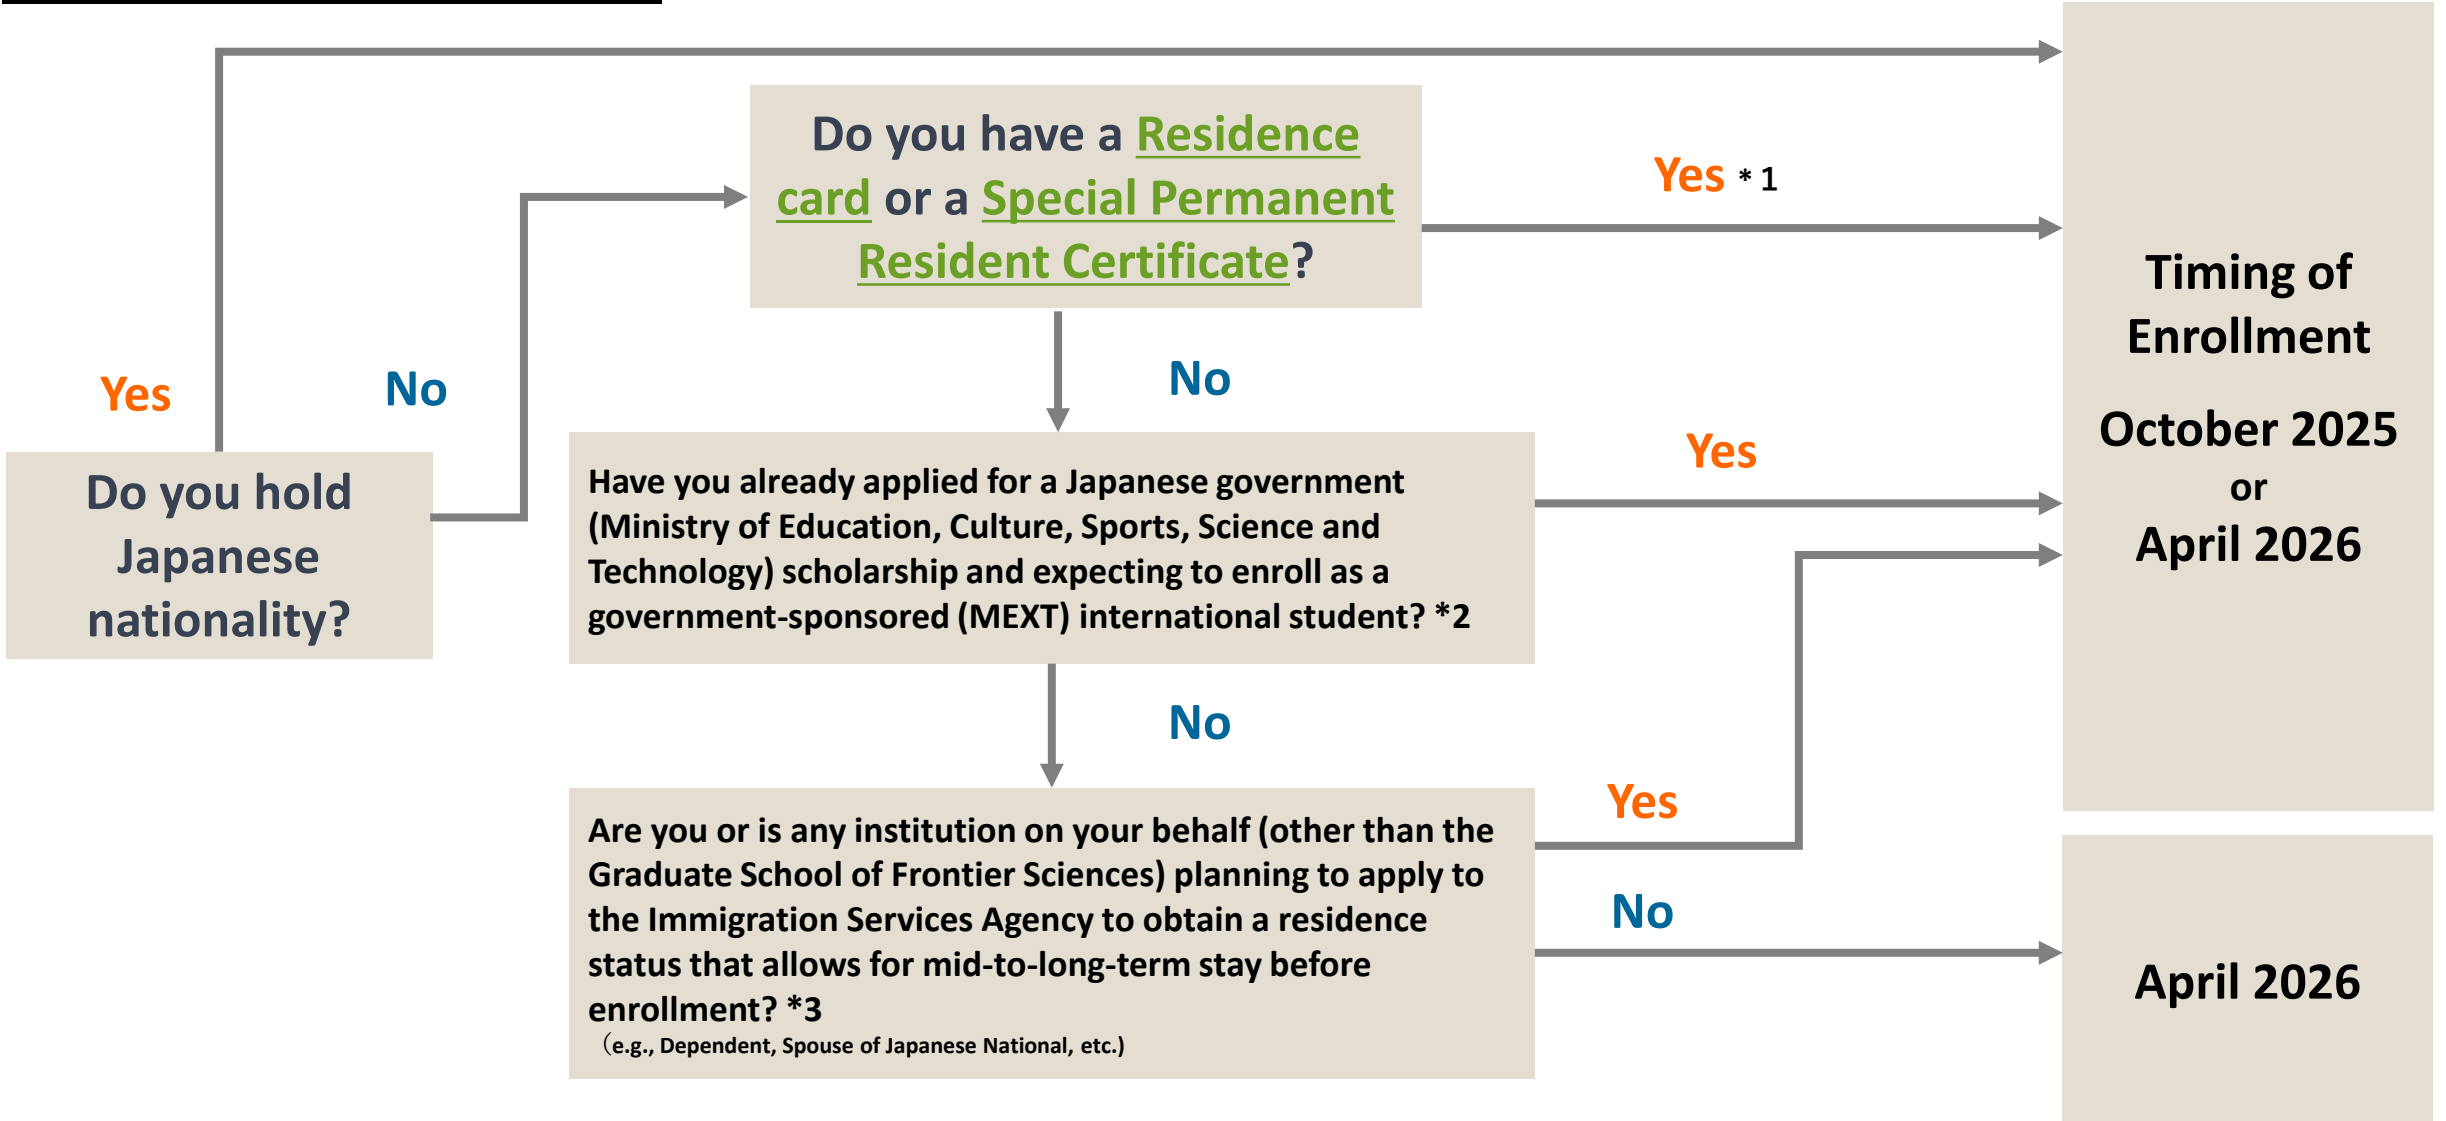 Do you have a Residence
card or a Special Permanent
Resident Certificate?
Yes *1
Timing of
Enrollment
October 2025
or
April 2026
Yes
No
No
Do you hold
Japanese
nationality?
Have you already applied for a Japanese government
(Ministry of Education, Culture, Sports, Science and
Technology) scholarship and expecting to enroll as a
government-sponsored (MEXT) international student? *2
Yes
No
Are you or is any institution on your behalf (other than the
Graduate School of Frontier Sciences) planning to apply to
the Immigration Services Agency to obtain a residence
status that allows for mid-to-long-term stay before
enrollment? *3
（e.g., Dependent, Spouse of Japanese National, etc.)
Yes
No
April 2026